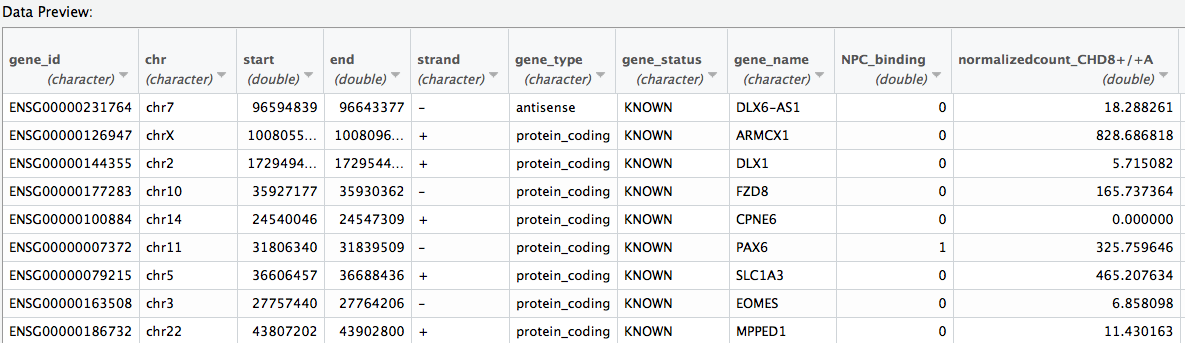 Data Preview:
gene_id chr start end strand gene_type gene_status gene_name NPC_binding normalizedcount_CHD8+/+A
(character) (character) (double) (double) (character) (character) (character) (character) (double) (double)
ENSG00000231764 chr7 96594839 96643377 - antisense KNOWN DLX6-AS1 0 18.288261
ENSG00000126947 chrX 1008055... 1008096... + protein_coding KNOWN ARMCX1 0 828.686818
ENSG00000144355 chr2 1729494... 1729544... + protein_coding KNOWN DLX1 0 5.715082
ENSG00000177283 chr10 35927177 35930362 - protein_coding KNOWN FZD8 0 165.737364
ENSG00000100884 chr14 24540046 24547309 + protein_coding KNOWN CPNE6 0 0.000000
ENSG00000007372 chr11 31806340 31839509 - protein_coding KNOWN PAX6 1 325.759646
ENSG00000079215 chr5 36606457 36688436 + protein_coding KNOWN SLC1A3 0 465.207634
ENSG00000163508 chr3 27757440 27764206 - protein_coding KNOWN EOMES 0 6.858098
ENSG00000186732 chr22 43807202 43902800 + protein_coding KNOWN MPPED1 0 11.430163